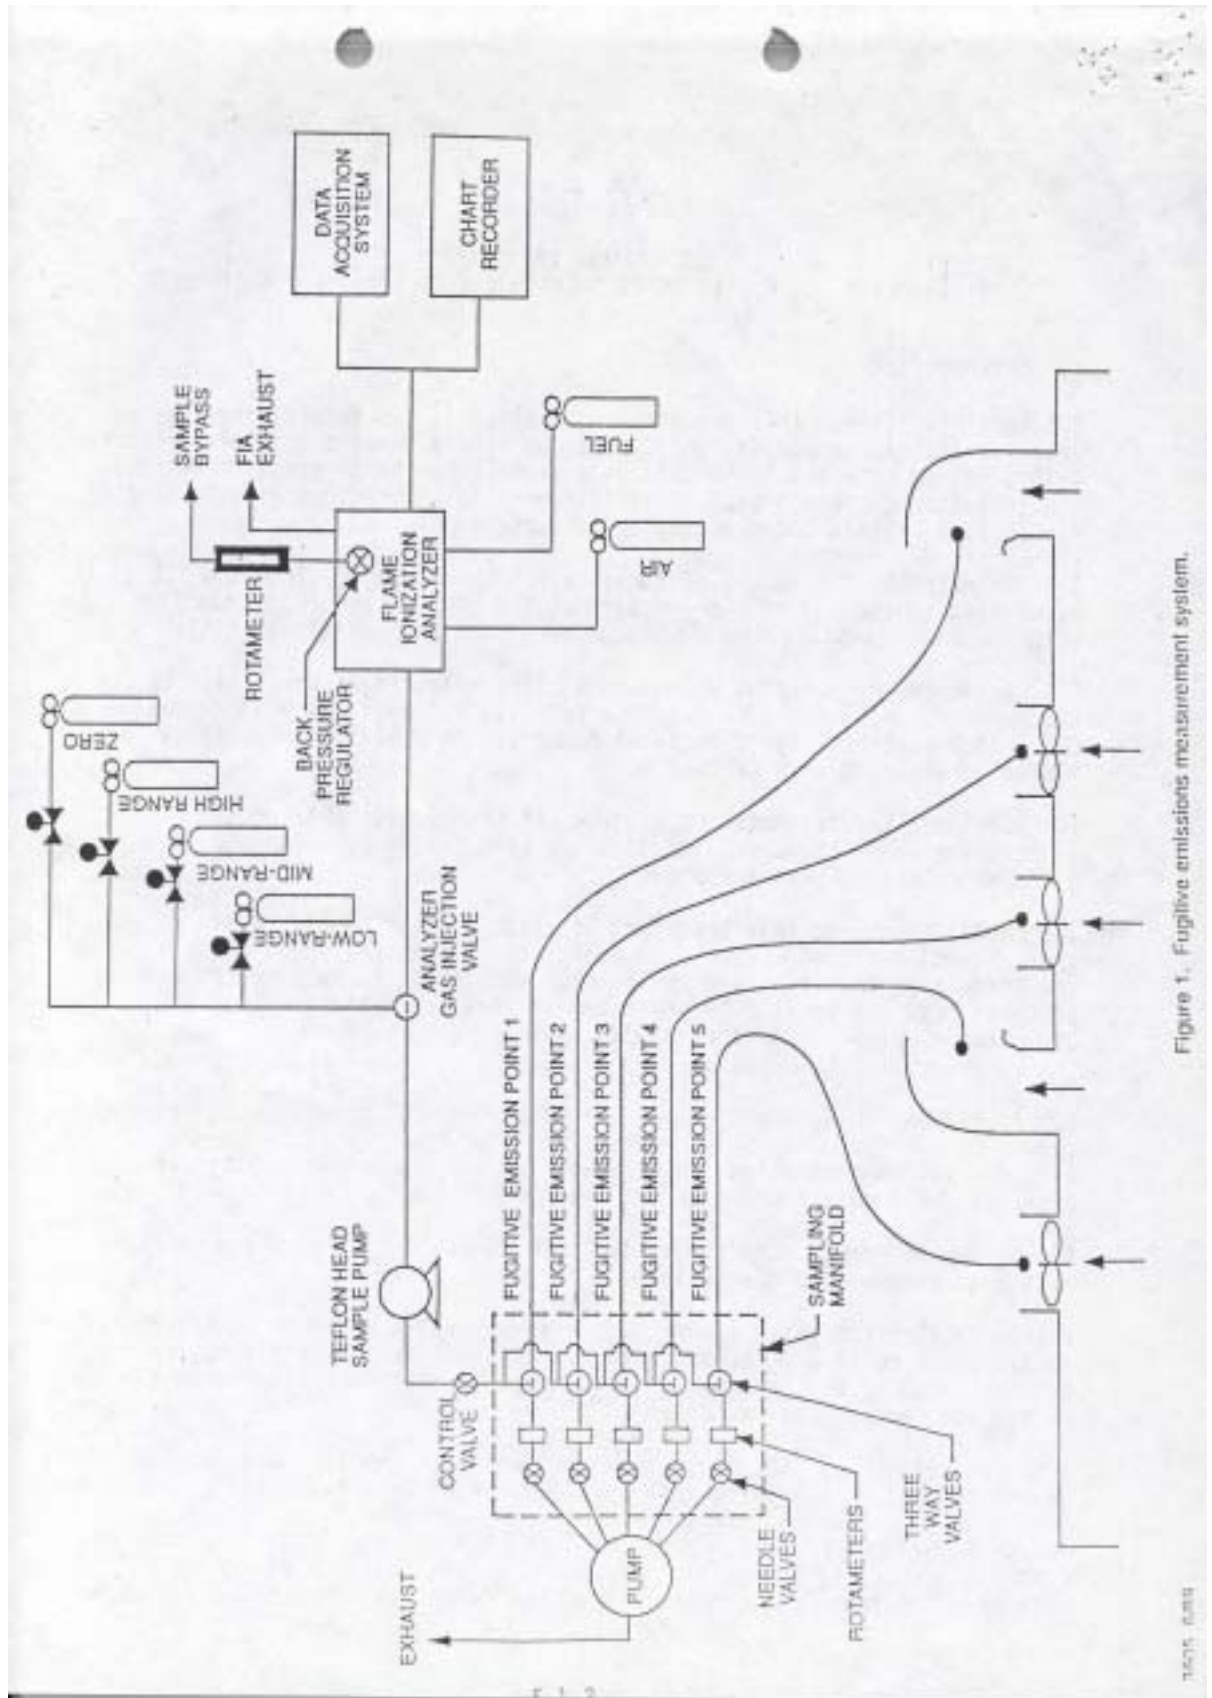 ZERO
HIGH RANGE
MID-RANGE
LOW-RANGE
SAMPLE
BYPASS
FIA
EXHAUST
ROTAMETER
BACK
PRESSURE
REGULATOR
DATA
ACQUISITION
SYSTEM
CHART
RECORDER
FLAME
IONIZATION
ANALYZER
FUEL
AIR
ANALYZER
GAS INJECTION
VALVE
TEFLON HEAD
SAMPLE PUMP
CONTROL
VALVE
FUGITIVE EMISSION POINT 1
FUGITIVE EMISSION POINT 2
FUGITIVE EMISSION POINT 3
FUGITIVE EMISSION POINT 4
FUGITIVE EMISSION POINT 5
SAMPLING
MANIFOLD
EXHAUST
PUMP
NEEDLE
VALVES
ROTAMETERS
THREE
WAY
VALVES
Figure 1. Fugitive emissions measurement system.